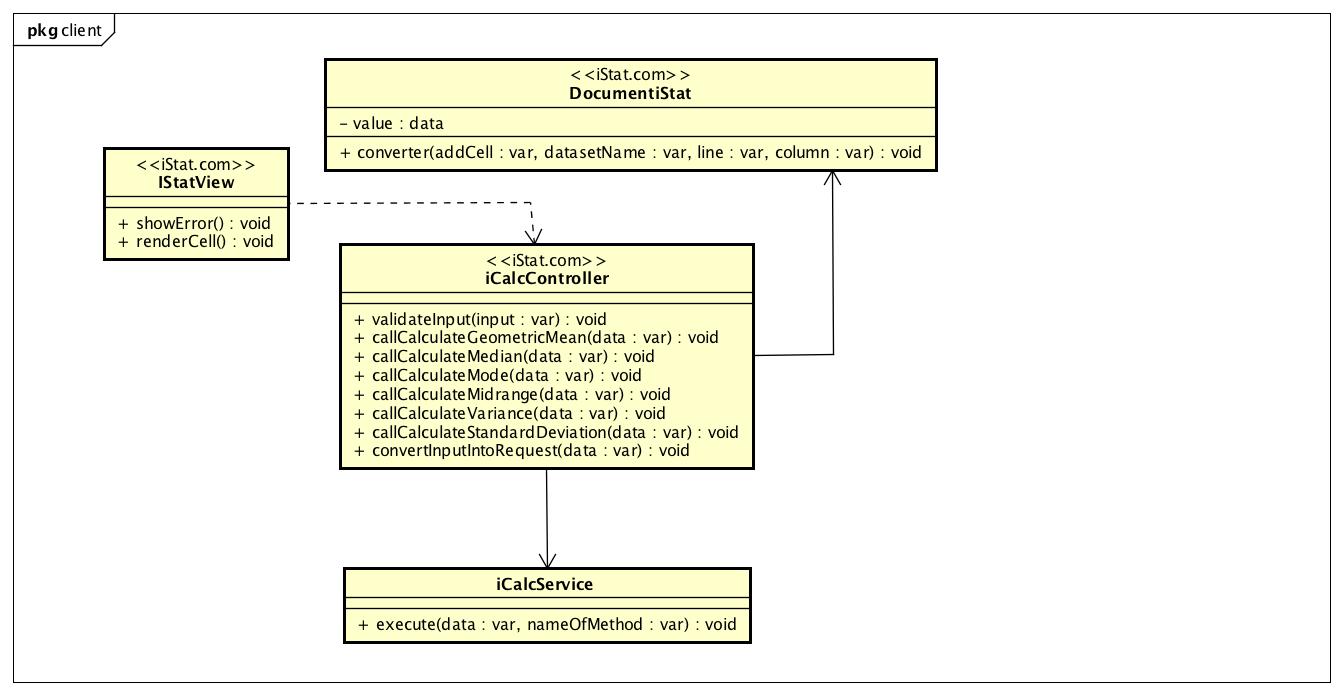 pkg client
<<iStat.com>>
DocumentiStat
- value : data
+ converter(addCell : var, datasetName : var, line : var, column : var) : void
<<iStat.com>>
IStatView
+ showError() : void
+ renderCell() : void
<<iStat.com>>
iCalcController
+ validateInput(input : var) : void
+ callCalculateGeometricMean(data : var) : void
+ callCalculateMedian(data : var) : void
+ callCalculateMode(data : var) : void
+ callCalculateMidrange(data : var) : void
+ callCalculateVariance(data : var) : void
+ callCalculateStandardDeviation(data : var) : void
+ convertInputIntoRequest(data : var) : void
iCalcService
+ execute(data : var, nameOfMethod : var) : void